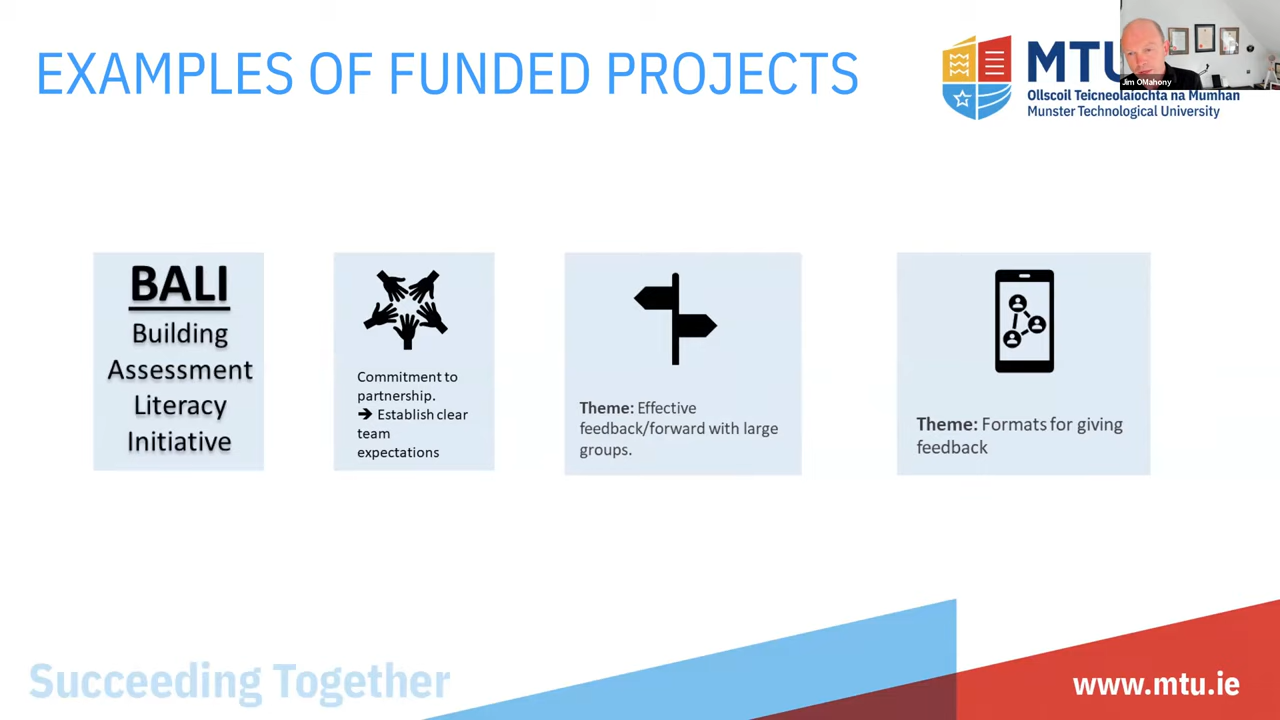 EXAMPLES OF FUNDED PROJECTS
MTU
Jim OMahony
Ollscoil Teicneolaíochta na Mumhan
Munster Technological University
BALI
Building
Assessment
Literacy
Initiative
Commitment to
partnership.
➔ Establish clear
team
expectations
Theme: Effective
feedback/forward with large
groups.
Theme: Formats for giving
feedback
Succeeding Together
www.mtu.ie